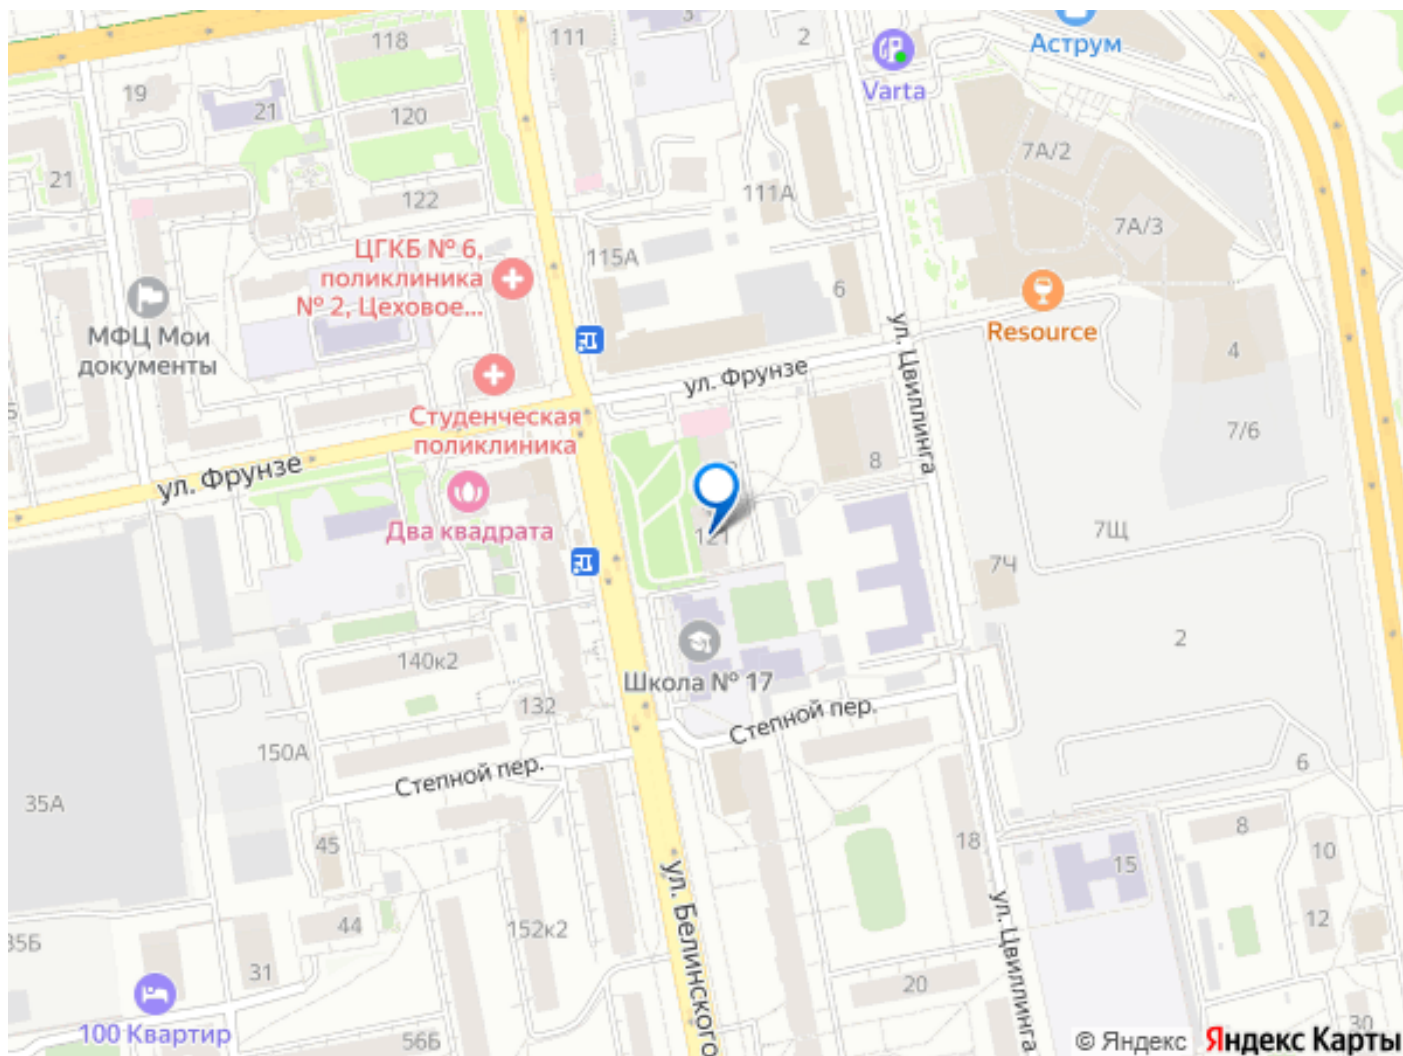 118
111
3
2
Аструм
Varta
19
21
120
7А/2
21
122
111А
7А/3
ЦГКБ № 6,
поликлиника
№ 2, Цеховое...
115А
6
МФЦ Мои
документы
Resource
ул. Фрунзе
ул. Цвиллинга
4
Студенческая
поликлиника
7/6
ул. Фрунзе
8
Два квадрата
121
7Щ
7Ч
2
140к2
Школа № 17
132
Степной пер.
150А
Степной пер.
6
35А
45
18
8
10
15
ул. Белинского
ул. Цвиллинга
44
152к2
12
35Б
31
20
100 Квартир
56Б
30
© Яндекс Яндекс Карты